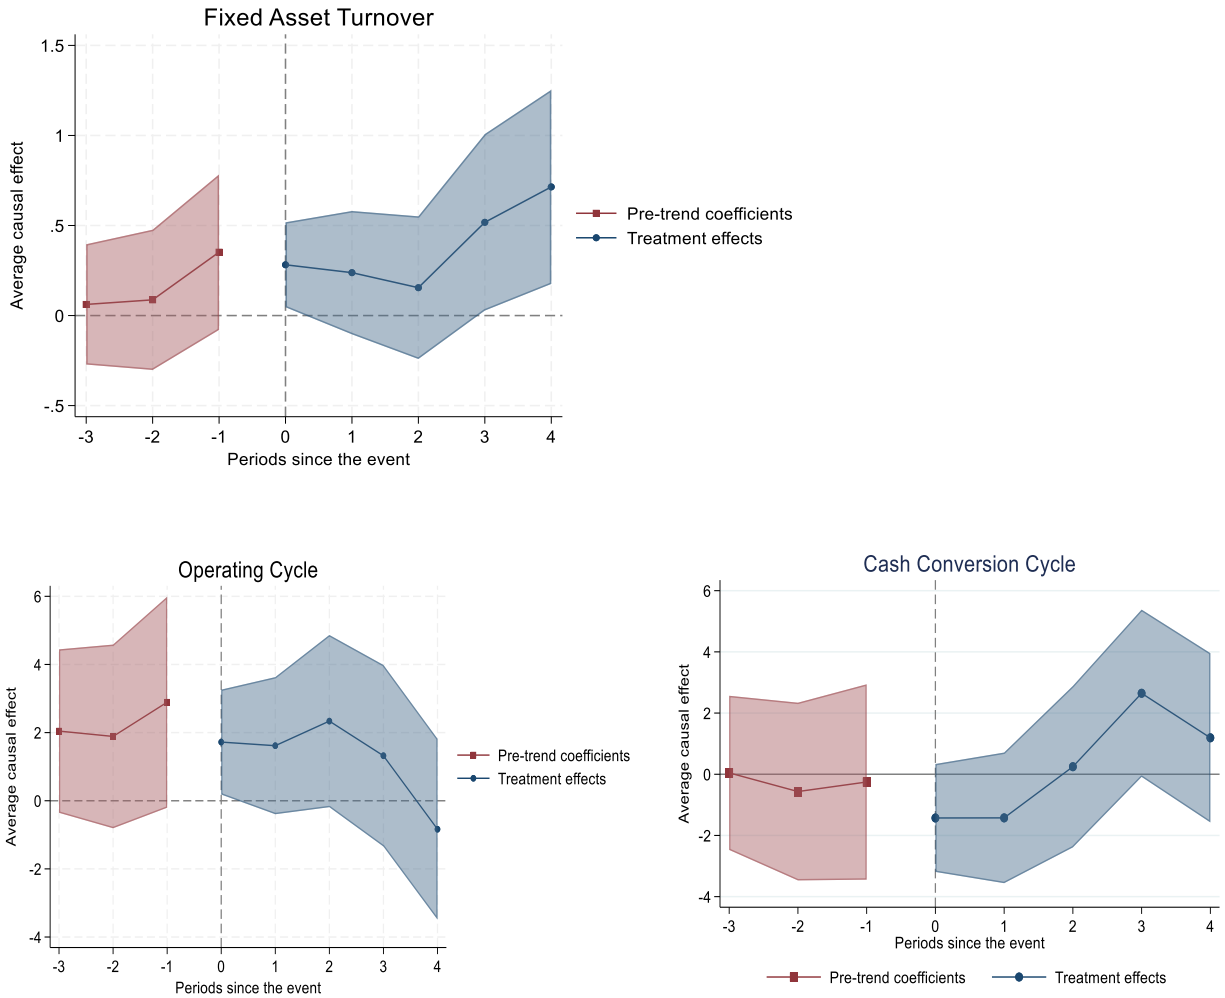 Fixed Asset Turnover
1.5
1
.5
0
-.5
Average causal effect
-3 -2 -1 0 1 2 3 4
Periods since the event
Pre-trend coefficients
Treatment effects
Operating Cycle
6
4
2
0
-2
-4
Average causal effect
-3 -2 -1 0 1 2 3 4
Periods since the event
Pre-trend coefficients
Treatment effects
Cash Conversion Cycle
6
4
2
0
-2
-4
Average causal effect
-3 -2 -1 0 1 2 3 4
Periods since the event
Pre-trend coefficients Treatment effects